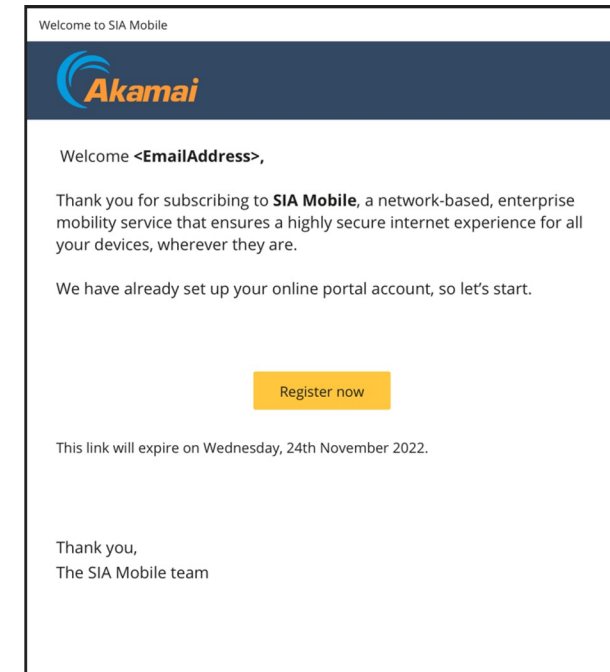 Welcome to SIA Mobile
Akamai
Welcome <EmailAddress>,
Thank you for subscribing to SIA Mobile, a network-based, enterprise
mobility service that ensures a highly secure internet experience for all
your devices, wherever they are.
We have already set up your online portal account, so let’s start.
Register now
This link will expire on Wednesday, 24th November 2022.
Thank you,
The SIA Mobile team